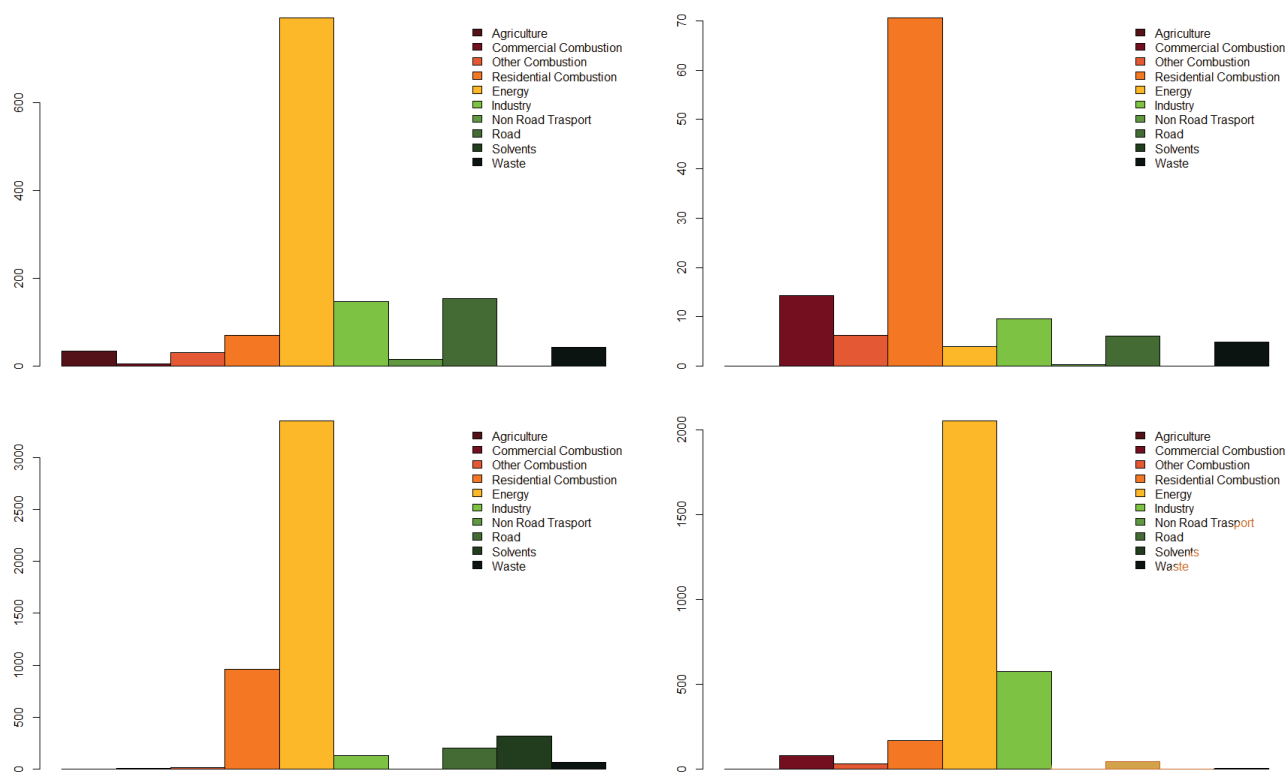 600
400
200
0
Agriculture
Commercial Combustion
Other Combustion
Residential Combustion
Energy
Industry
Non Road Trasport
Road
Solvents
Waste
70
60
50
40
30
20
10
0
Agriculture
Commercial Combustion
Other Combustion
Residential Combustion
Energy
Industry
Non Road Trasport
Road
Solvents
Waste
3000
2500
2000
1500
1000
500
0
Agriculture
Commercial Combustion
Other Combustion
Residential Combustion
Energy
Industry
Non Road Trasport
Road
Solvents
Waste
2000
1500
1000
500
0
Agriculture
Commercial Combustion
Other Combustion
Residential Combustion
Energy
Industry
Non Road Trasport
Road
Solvents
Waste